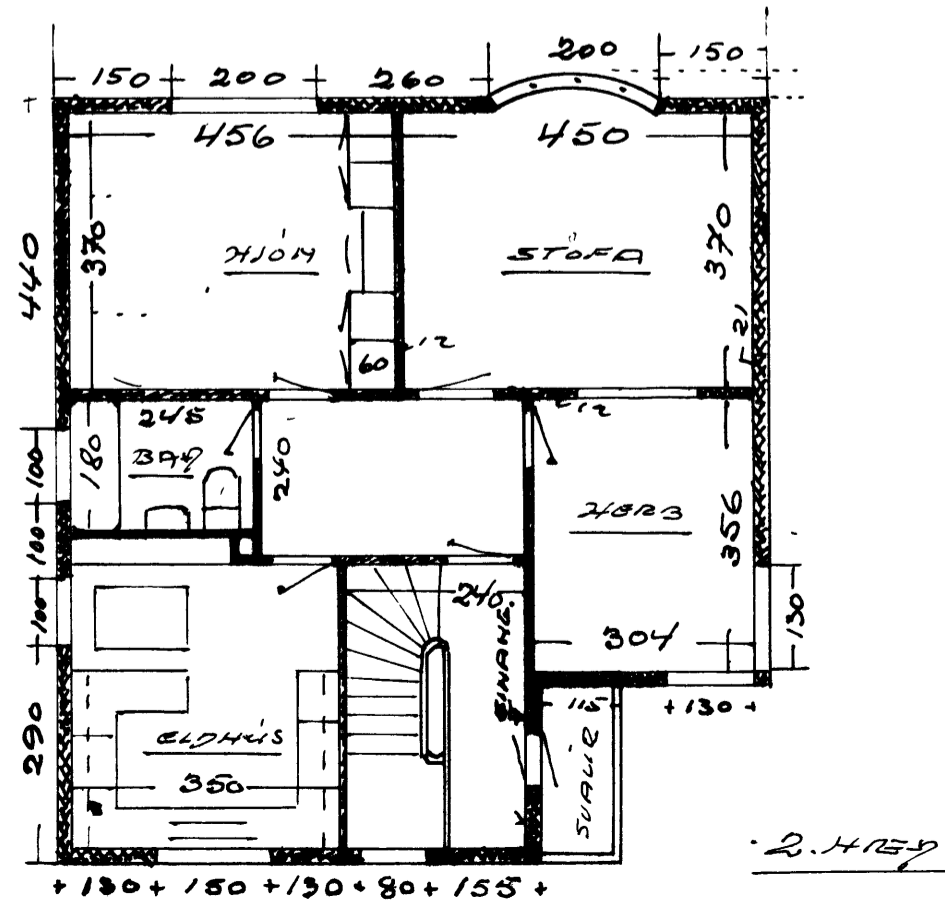 150 200 260 200 150
456 450
440 370 HJÓN STOFA 370
60 12 21
12
100 180 245 240
BAÐ
HERB
100 356
100 240 130
EINANG.
304
115 +130+
290 ELDHÚS
350
SVALIR
2. HÆÐ
+130+ 150 +130+ 80+ 155+